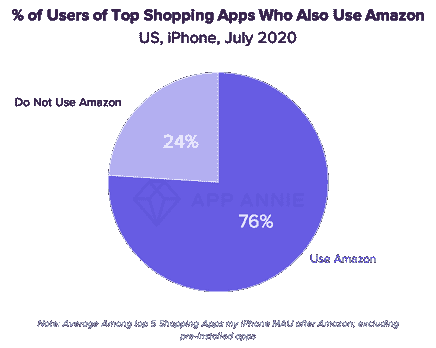 % of Users of Top Shopping Apps Who Also Use Amazon
US, iPhone, July 2020
Do Not Use Amazon
24%
APP ANNIE
76%
Use Amazon
Note: Average Among top 5 Shopping Apps my iPhone MAU after Amazon; excluding
pre-installed apps